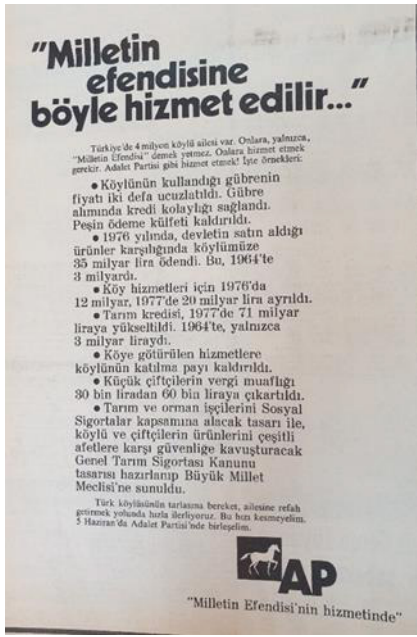 "Milletin
efendisine
böyle hizmet edilir..."
Türkiye'de 4 milyon köylü ailesi var. Onlara, yalnızca,
"Milletin Efendisi" demek yetmez. Onlara hizmet etmek
gerekir. Adalet Partisi gibi hizmet etmek! İşte örnekleri:
• Köylünün kullandığı gübrenin
fiyatı iki defa ucuzlatıldı. Gübre
alımında kredi kolaylığı sağlandı.
Peşin ödeme külfeti kaldırıldı.
• 1976 yılında, devletin satın aldığı
ürünler karşılığında köylümüze
35 milyar lira ödendi. Bu, 1964'te
3 milyardı.
• Köy hizmetleri için 1976'da
12 milyar, 1977'de 20 milyar lira ayrıldı.
• Tarım kredisi, 1977'de 71 milyar
liraya yükseltildi. 1964'te, yalnızca
3 milyar liraydı.
• Köye götürülen hizmetlere
köylünün katılma payı kaldırıldı.
• Küçük çiftçilerin vergi muaflığı
30 bin liradan 60 bin liraya çıkartıldı.
• Tarım ve orman işçilerini Sosyal
Sigortalar kapsamına alacak tasarı ile,
köylü ve çiftçilerin ürünlerini çeşitli
afetlere karşı güvenliğe kavuşturacak
Genel Tarım Sigortası Kanunu
tasarısı hazırlanıp Büyük Millet
Meclisi'ne sunuldu.
Türk köylüsünün tarlasına bereket, ailesine refah
getirmek yolunda hızla ilerliyoruz. Bu hızı kesmeyelim.
5 Haziran'da Adalet Partisi'nde birleşelim.
AP
"Milletin Efendisi'nin hizmetinde"